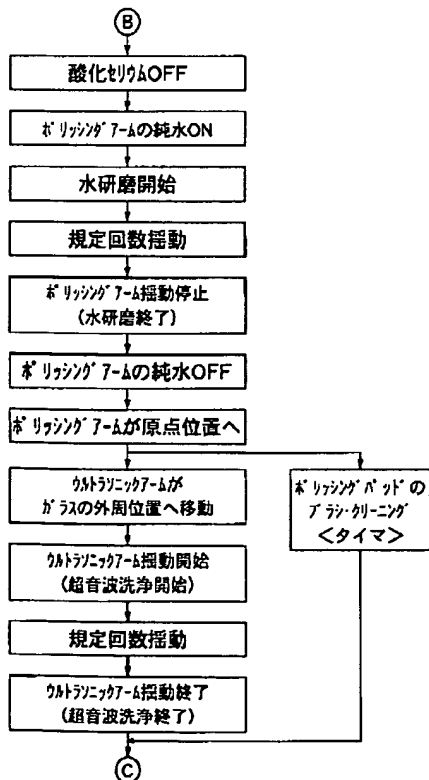 B
酸化ｾﾘｳﾑOFF
ﾎﾟﾘｯｼﾝｸﾞｱｰﾑの純水ON
水研磨開始
規定回数揺動
ﾎﾟﾘｯｼﾝｸﾞｱｰﾑ揺動停止
(水研磨終了)
ﾎﾟﾘｯｼﾝｸﾞｱｰﾑの純水OFF
ﾎﾟﾘｯｼﾝｸﾞｱｰﾑが原点位置へ
ｳﾙﾄﾗｿﾆｯｸｱｰﾑが
ｶﾞﾗｽの外周位置へ移動
ﾎﾟﾘｯｼﾝｸﾞﾊﾟｯﾄﾞの
ﾌﾞﾗｼ･ｸﾘｰﾆﾝｸﾞ
＜タイマ＞
ｳﾙﾄﾗｿﾆｯｸｱｰﾑ揺動開始
(超音波洗浄開始)
規定回数揺動
ｳﾙﾄﾗｿﾆｯｸｱｰﾑ揺動終了
(超音波洗浄終了)
C